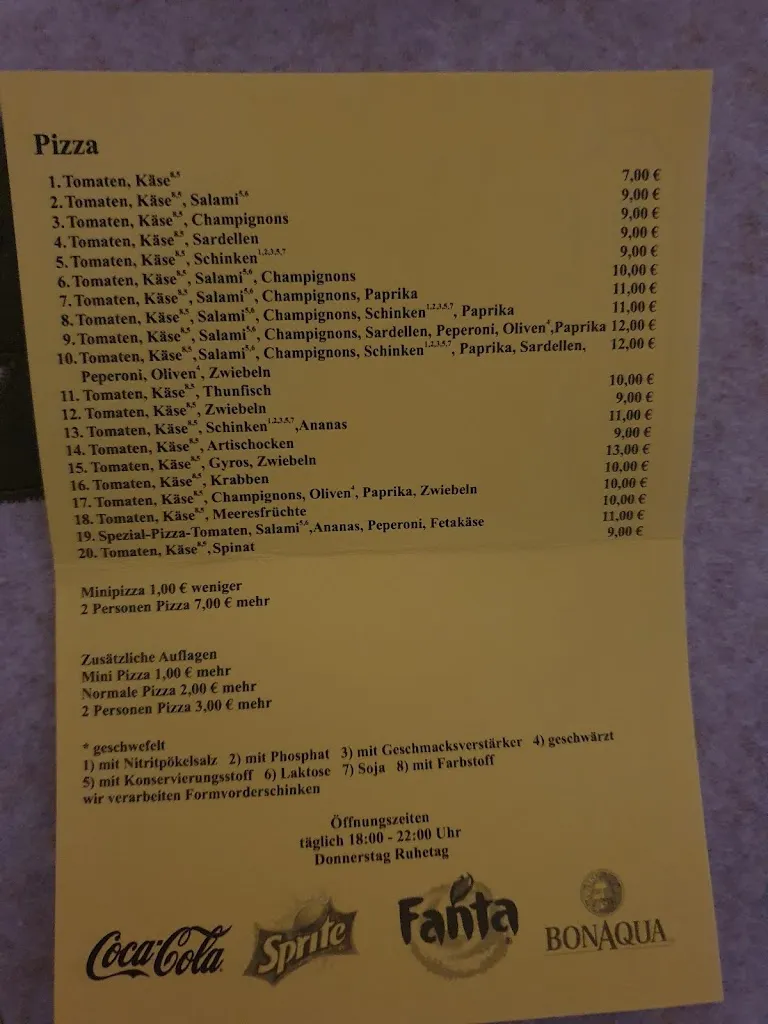 Pizza
1. Tomaten, Käse8,5 7,00 €
2. Tomaten, Käse8,5, Salami5,6 9,00 €
3. Tomaten, Käse8,5, Champignons 9,00 €
4. Tomaten, Käse8,5, Sardellen 9,00 €
5. Tomaten, Käse8,5, Schinken1,2,3,5,7 9,00 €
6. Tomaten, Käse8,5, Salami5,6, Champignons 10,00 €
7. Tomaten, Käse8,5, Salami5,6, Champignons, Paprika 11,00 €
8. Tomaten, Käse8,5, Salami5,6, Champignons, Schinken1,2,3,5,7, Paprika 11,00 €
9. Tomaten, Käse8,5, Salami5,6, Champignons, Sardellen, Peperoni, Oliven4,Paprika 12,00 €
10. Tomaten, Käse8,5,Salami5,6, Champignons, Schinken1,2,3,5,7, Paprika, Sardellen, 12,00 €
Peperoni, Oliven4, Zwiebeln
11. Tomaten, Käse8,5, Thunfisch 10,00 €
12. Tomaten, Käse8,5, Zwiebeln 9,00 €
13. Tomaten, Käse8,5, Schinken1,2,3,5,7,Ananas 11,00 €
14. Tomaten, Käse8,5, Artischocken 9,00 €
15. Tomaten, Käse8,5, Gyros, Zwiebeln 13,00 €
16. Tomaten, Käse8,5, Krabben 10,00 €
17. Tomaten, Käse8,5, Champignons, Oliven4, Paprika, Zwiebeln 10,00 €
18. Tomaten, Käse8,5, Meeresfrüchte 10,00 €
19. Spezial-Pizza-Tomaten, Salami5,6,Ananas, Peperoni, Fetakäse 11,00 €
20. Tomaten, Käse8,5,Spinat 9,00 €
Minipizza 1,00 € weniger
2 Personen Pizza 7,00 € mehr
Zusätzliche Auflagen
Mini Pizza 1,00 € mehr
Normale Pizza 2,00 € mehr
2 Personen Pizza 3,00 € mehr
* geschwefelt
1) mit Nitritpökelsalz 2) mit Phosphat 3) mit Geschmacksverstärker 4) geschwärzt
5) mit Konservierungsstoff 6) Laktose 7) Soja 8) mit Farbstoff
wir verarbeiten Formvorderschinken
Öffnungszeiten
täglich 18:00 - 22:00 Uhr
Donnerstag Ruhetag
Coca-Cola Sprite Fanta BONAQUA